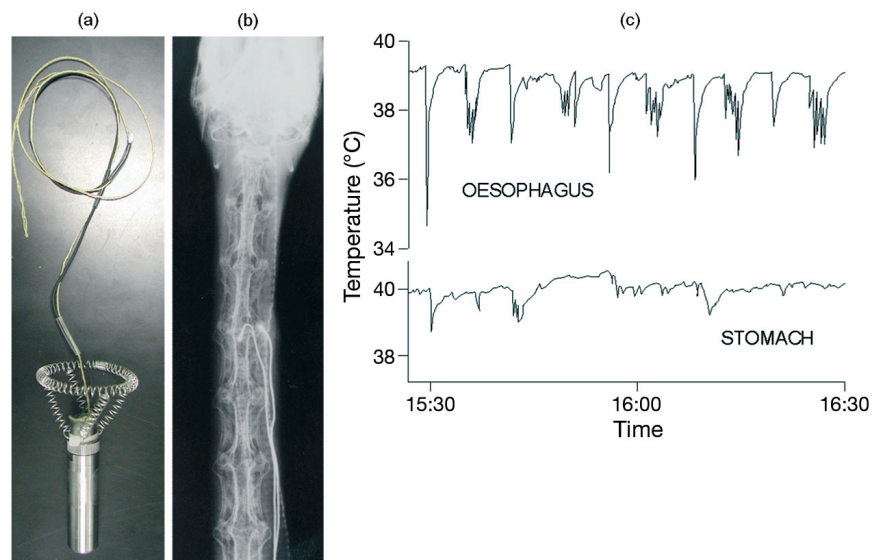 (a)
(b)
(c)
40
38
36
34
OESOPHAGUS
Temperature (°C)
40
38
STOMACH
15:30
16:00
16:30
Time